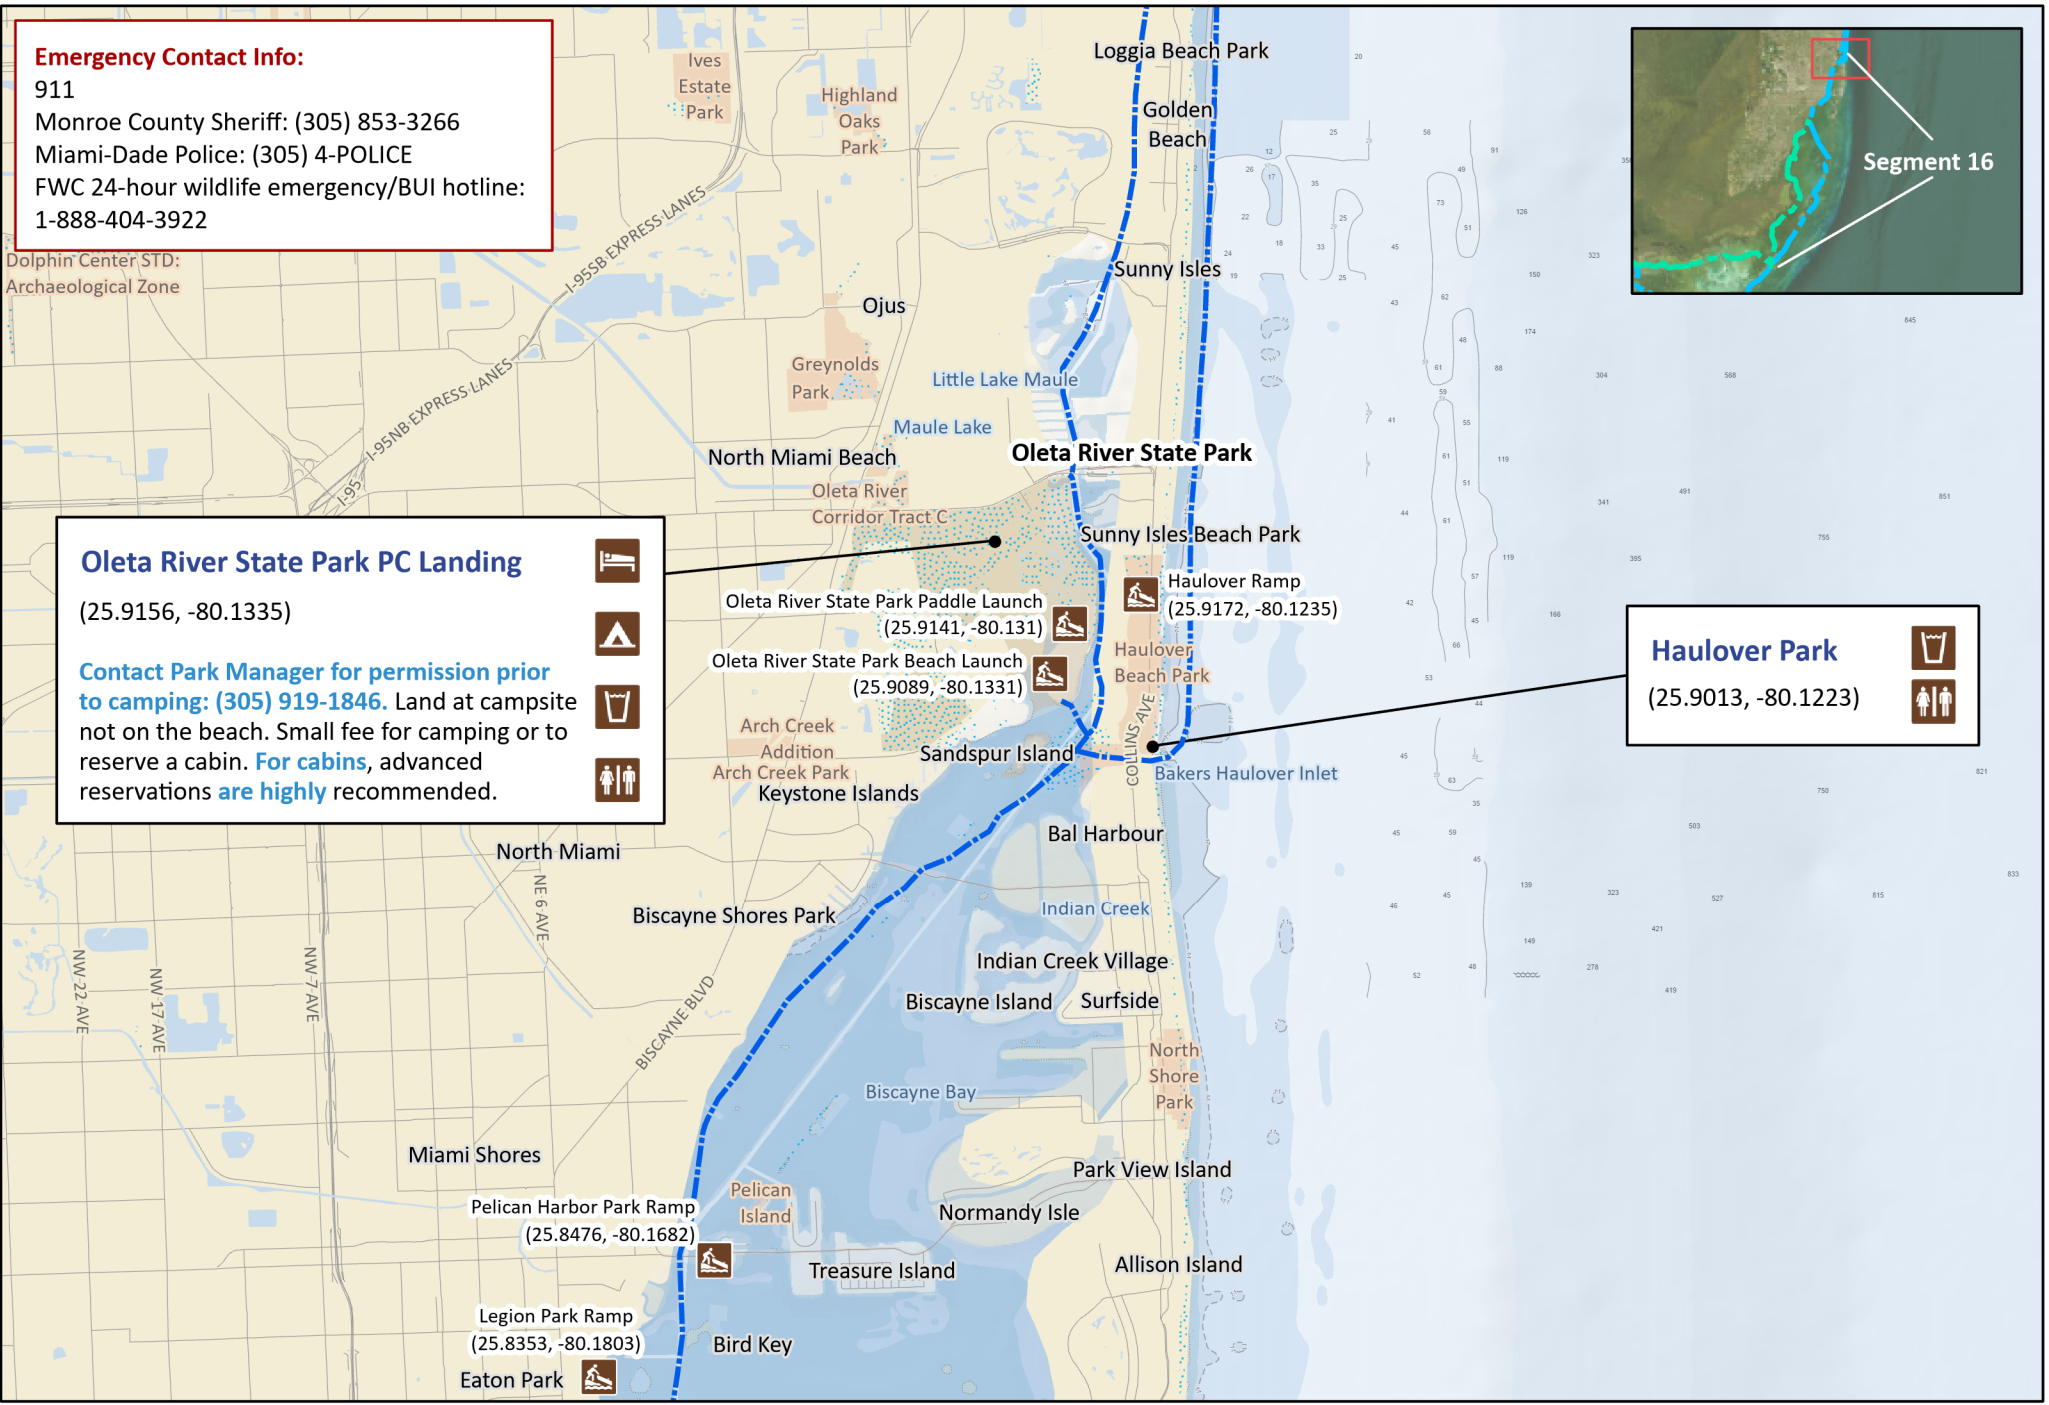 Emergency Contact Info:
911
Monroe County Sheriff: (305) 853-3266
Miami-Dade Police: (305) 4-POLICE
FWC 24-hour wildlife emergency/BUI hotline:
1-888-404-3922
Dolphin Center STD:
Archaeological Zone
Ives
Estate
Park
Highland
Oaks
Park
I-95SB EXPRESS LANES
I-95NB EXPRESS LANES
I-95
Loggia Beach Park
Golden
Beach
Sunny Isles
Segment 16
Ojus
Greynolds
Park
Little Lake Maule
Maule Lake
North Miami Beach
Oleta River State Park
Oleta River
Corridor Tract C
Sunny Isles Beach Park
Oleta River State Park PC Landing
(25.9156, -80.1335)
Contact Park Manager for permission prior
to camping: (305) 919-1846. Land at campsite
not on the beach. Small fee for camping or to
reserve a cabin. For cabins, advanced
reservations are highly recommended.
Oleta River State Park Paddle Launch
(25.9141, -80.131)
Haulover Ramp
(25.9172, -80.1235)
Oleta River State Park Beach Launch
(25.9089, -80.1331)
Haulover
Beach Park
Haulover Park
(25.9013, -80.1223)
COLLINS AVE
Arch Creek
Addition
Arch Creek Park
Sandspur Island
Bakers Haulover Inlet
Keystone Islands
Bal Harbour
North Miami
NE 6 AVE
Biscayne Shores Park
Indian Creek
Indian Creek Village
Biscayne Island
Surfside
NW 22 AVE
NW 17 AVE
NW 7 AVE
BISCAYNE BLVD
North
Shore
Park
Biscayne Bay
Miami Shores
Park View Island
Pelican
Island
Pelican Harbor Park Ramp
(25.8476, -80.1682)
Normandy Isle
Treasure Island
Allison Island
Legion Park Ramp
(25.8353, -80.1803)
Bird Key
Eaton Park